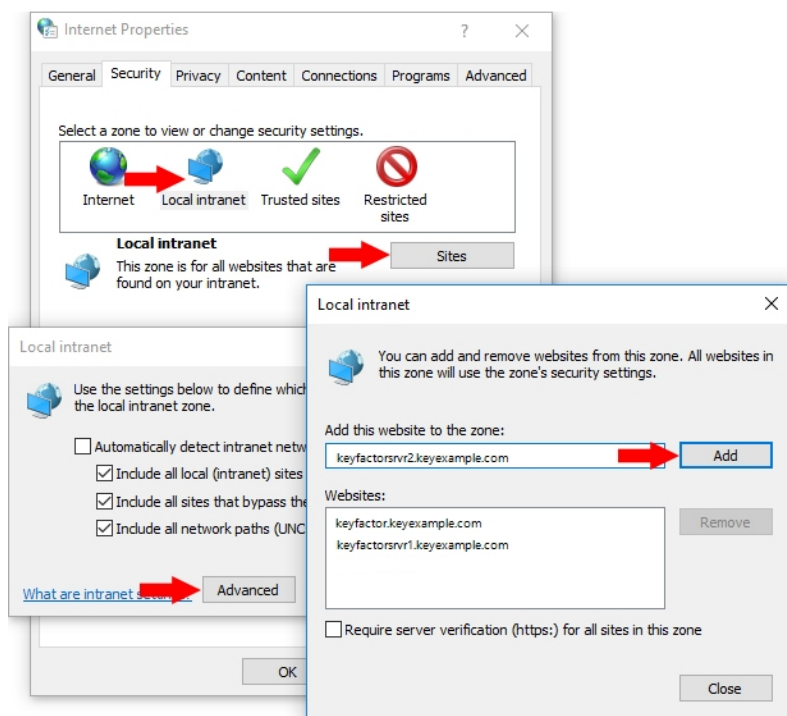 Internet Properties
General Security Privacy Content Connections Programs Advanced
Select a zone to view or change security settings.
Internet Local intranet Trusted sites Restricted
sites
Local intranet
Sites
This zone is for all websites that are
found on your intranet.
Local intranet
Use the settings below to define which
the local intranet zone.
Automatically detect intranet netw
Include all local (intranet) sites
Include all sites that bypass the
Include all network paths (UNC
What are intranet
Advanced
OK
Local intranet
You can add and remove websites from this zone. All websites in
this zone will use the zone's security settings.
Add this website to the zone:
keyfactorsrvr2.keyexample.com
Add
Websites:
keyfactor.keyexample.com
keyfactorsrvr1.keyexample.com
Remove
Require server verification (https:) for all sites in this zone
Close